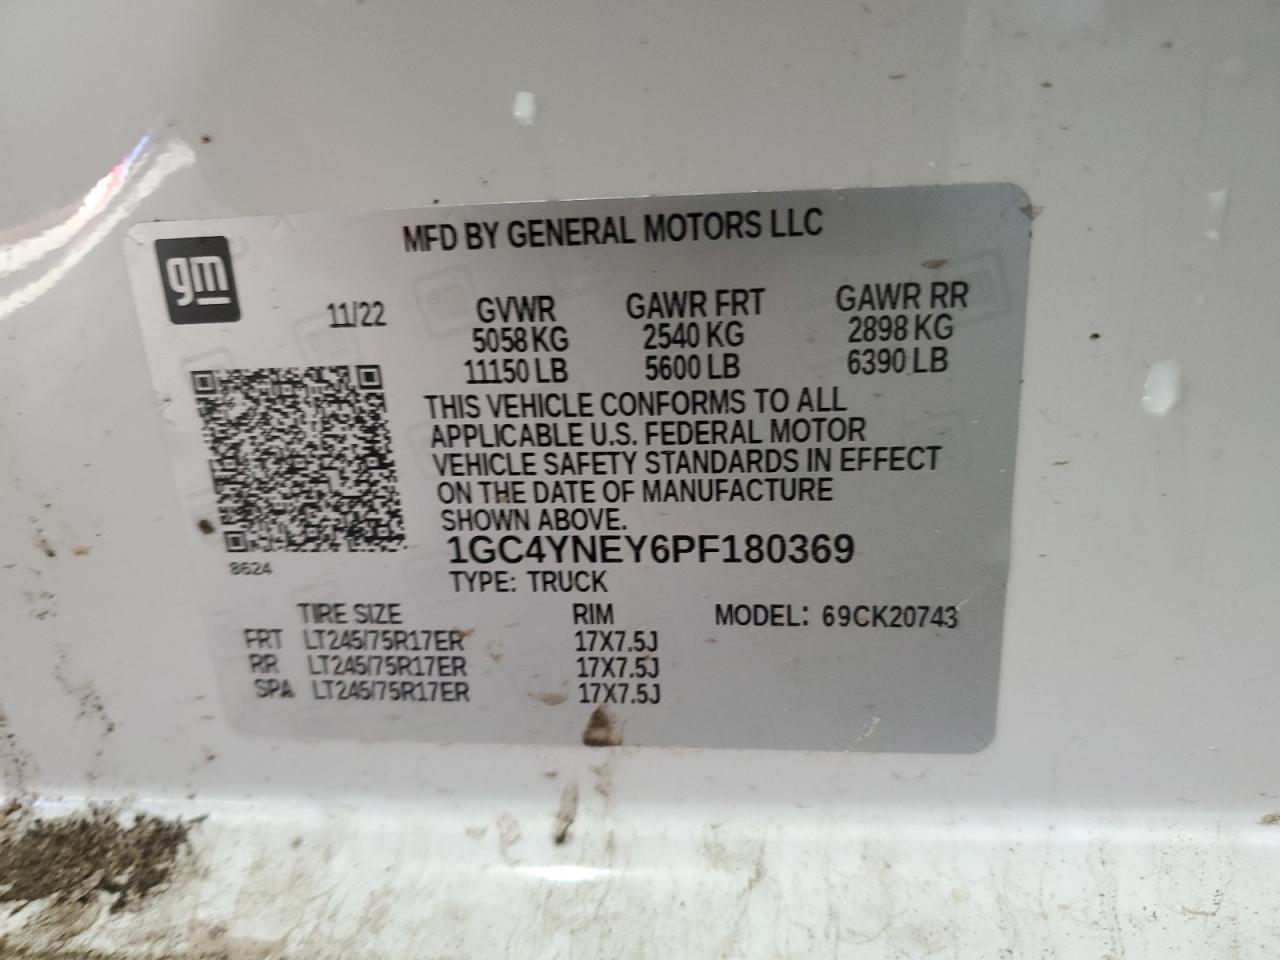 MFD BY GENERAL MOTORS LLC
gm
11/22 GVWR GAWR FRT GAWR RR
5058 KG 2540 KG 2898 KG
11150 LB 5600 LB 6390 LB
THIS VEHICLE CONFORMS TO ALL
APPLICABLE U.S. FEDERAL MOTOR
VEHICLE SAFETY STANDARDS IN EFFECT
ON THE DATE OF MANUFACTURE
SHOWN ABOVE.
1GC4YNEY6PF180369
8624
TYPE: TRUCK
TIRE SIZE RIM MODEL: 69CK20743
FRT LT245/75R17ER 17X7.5J
RR LT245/75R17ER 17X7.5J
SPA LT245/75R17ER 17X7.5J